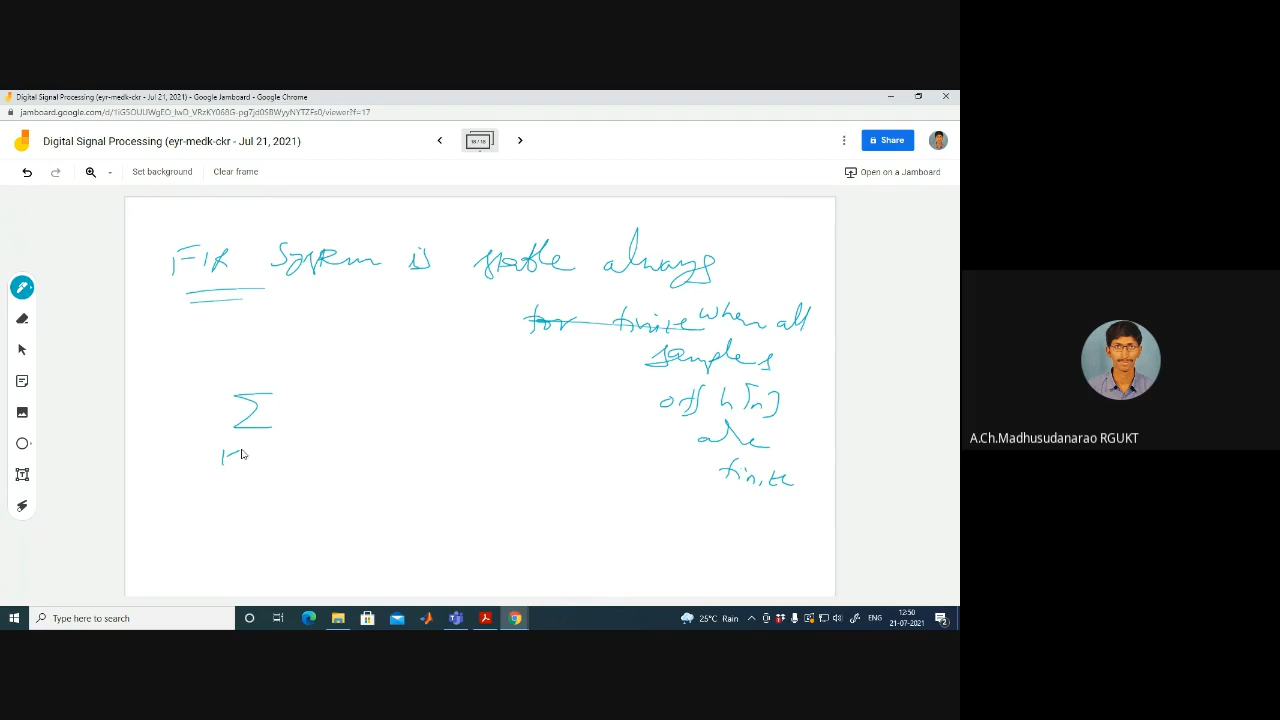 Digital Signal Processing (eyr-medk-ckr - Jul 21, 2021) - Google Jamboard - Google Chrome
Digital Signal Processing (eyr-medk-ckr - Jul 21, 2021)
18 / 18
Share
Set background
Clear frame
Open on a Jamboard
FIR System is stable always
for finite when all
samples
off h[n]
are
finite
Σ
A.Ch.Madhusudanarao RGUKT
Type here to search
25°C Rain
ENG
12:50
21-07-2021
2